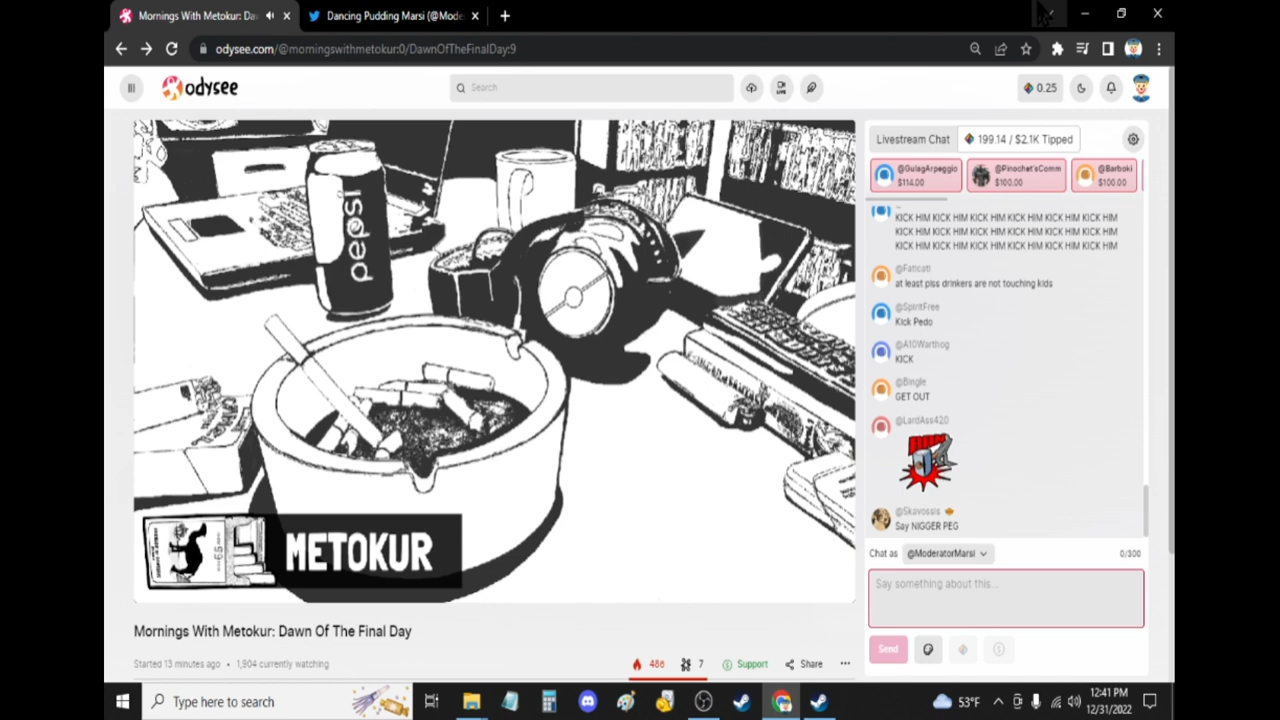 Mornings With Metokur: Da
Dancing Pudding Marsi (@Mode
odysee.com/@morningswithmetokur:0/DawnOfTheFinalDay:9
odysee
Search
LIVE
0.25
pepsi
METOKUR
Mornings With Metokur: Dawn Of The Final Day
Started 13 minutes ago • 1,904 currently watching
486
7
Support
Share
Livestream Chat
199.14 / $2.1K Tipped
@GulagArpeggio
$114.00
@Pinochet'sComm
$100.00
@Barboki
$100.00
KICK HIM KICK HIM KICK HIM KICK HIM KICK HIM KICK HIM
KICK HIM KICK HIM KICK HIM KICK HIM KICK HIM KICK HIM
KICK HIM KICK HIM KICK HIM KICK HIM KICK HIM KICK HIM
@Faticati
at least piss drinkers are not touching kids
@SpiritFree
Kick Pedo
@A10Warthog
KICK
@Bingle
GET OUT
@LardAss420
@Skavossis
Say NIGGER PEG
Chat as @ModeratorMarsi
0/300
Say something about this...
Send
Type here to search
53°F
12:41 PM
12/31/2022